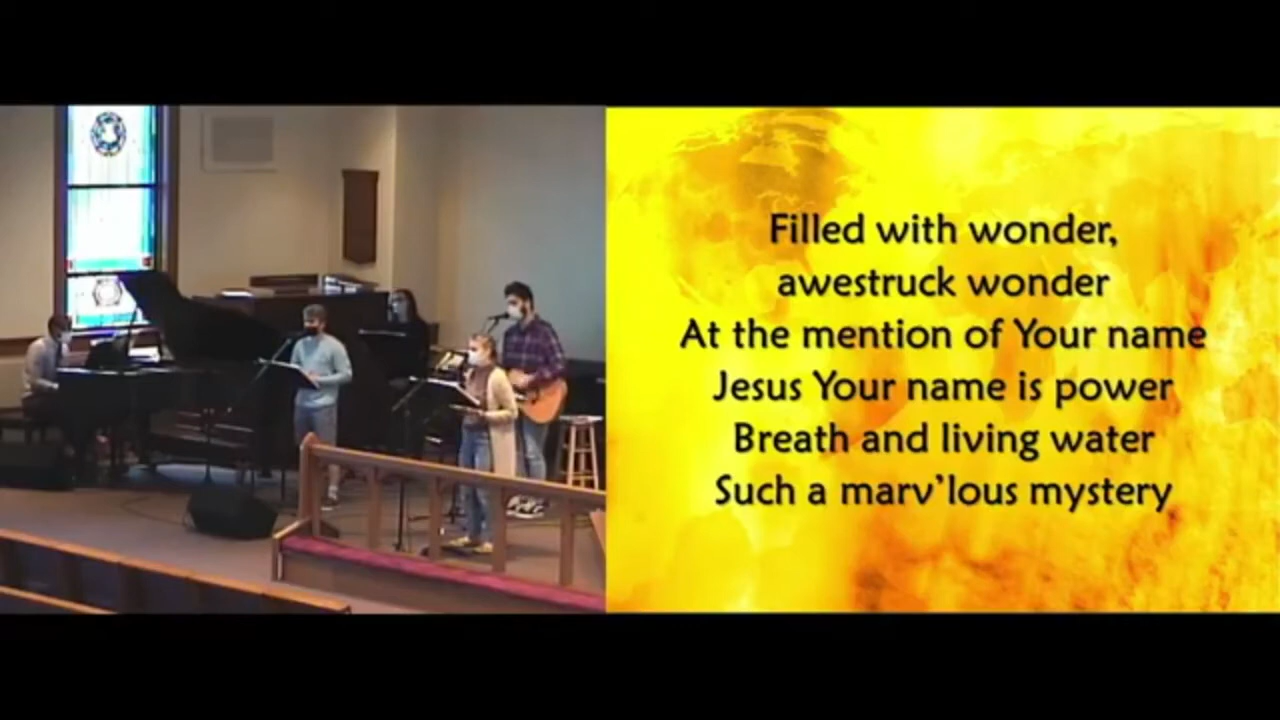 Filled with wonder,
awestruck wonder
At the mention of Your name
Jesus Your name is power
Breath and living water
Such a marv'lous mystery